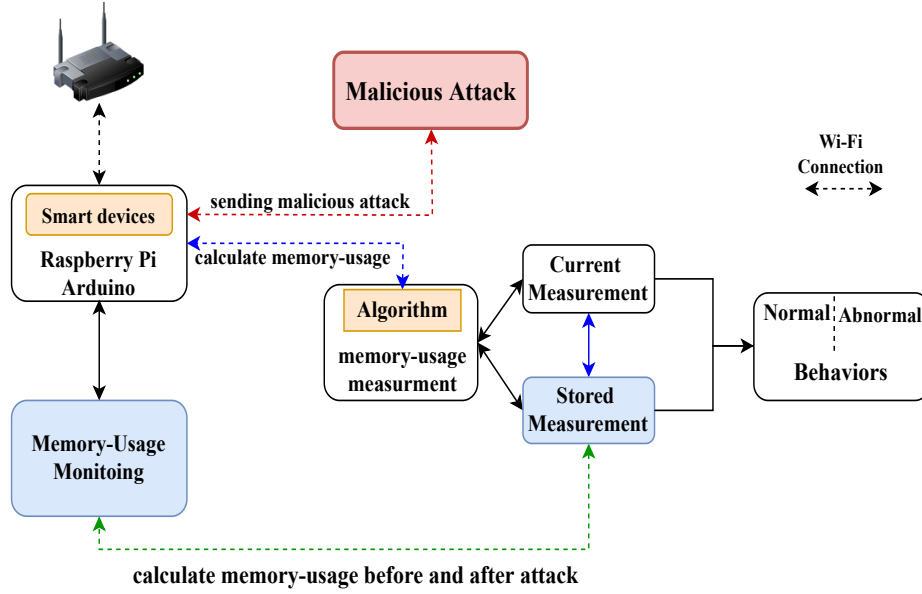 Malicious Attack
Wi-Fi
Connection
sending malicious attack
Smart devices
Raspberry Pi
Arduino
calculate memory-usage
Algorithm
memory-usage
measurment
Current
Measurement
Stored
Measurement
Normal Abnormal
Behaviors
Memory-Usage
Monitoing
calculate memory-usage before and after attack